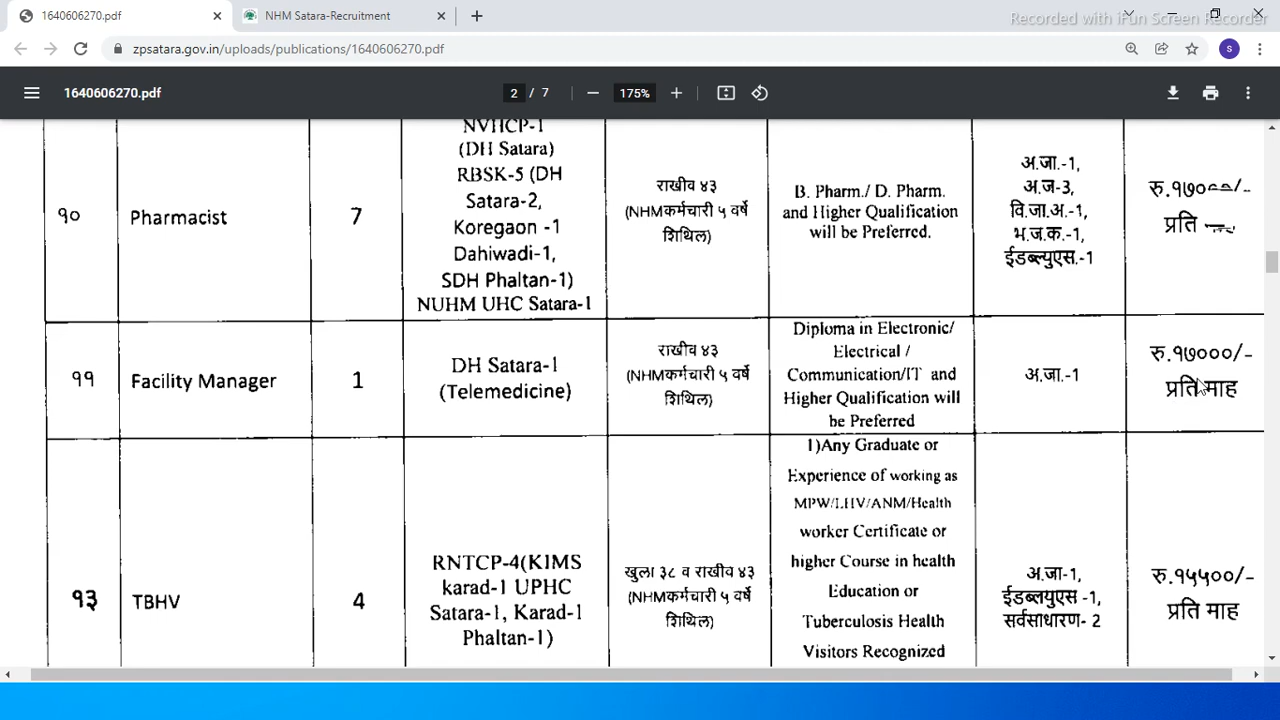 1640606270.pdf
NHM Satara-Recruitment
Recorded with iFun Screen Recorder
zpsatara.gov.in/uploads/publications/1640606270.pdf
S
1640606270.pdf
2 / 7
175%
१०
Pharmacist
7
NVHCP-1
(DH Satara)
RBSK-5 (DH
Satara-2,
Koregaon -1
Dahiwadi-1,
SDH Phaltan-1)
NUHM UHC Satara-1
राखीव ४३
(NHMकर्मचारी ५ वर्षे
शिथिल)
B. Pharm./ D. Pharm.
and Higher Qualification
will be Preferred.
अ.जा.-1,
अ.ज-3,
वि.जा.अ.-1,
भ.ज.क.-1,
ईडब्ल्युएस.-1
रु.१७०००/-
प्रति
११
Facility Manager
1
DH Satara-1
(Telemedicine)
राखीव ४३
(NHMकर्मचारी ५ वर्षे
शिथिल)
Diploma in Electronic/
Electrical /
Communication/IT and
Higher Qualification will
be Preferred
अ.जा.-1
रु.१७०००/-
प्रति माह
१३
TBHV
4
RNTCP-4(KIMS
karad-1 UPHC
Satara-1, Karad-1
Phaltan-1)
खुला ३८ व राखीव ४३
(NHMकर्मचारी ५ वर्षे
शिथिल)
1)Any Graduate or
Experience of working as
MPW/LHV/ANM/Health
worker Certificate or
higher Course in health
Education or
Tuberculosis Health
Visitors Recognized
अ.जा-1,
ईडब्लयुएस -1,
सर्वसाधारण- 2
रु.१५५००/-
प्रति माह